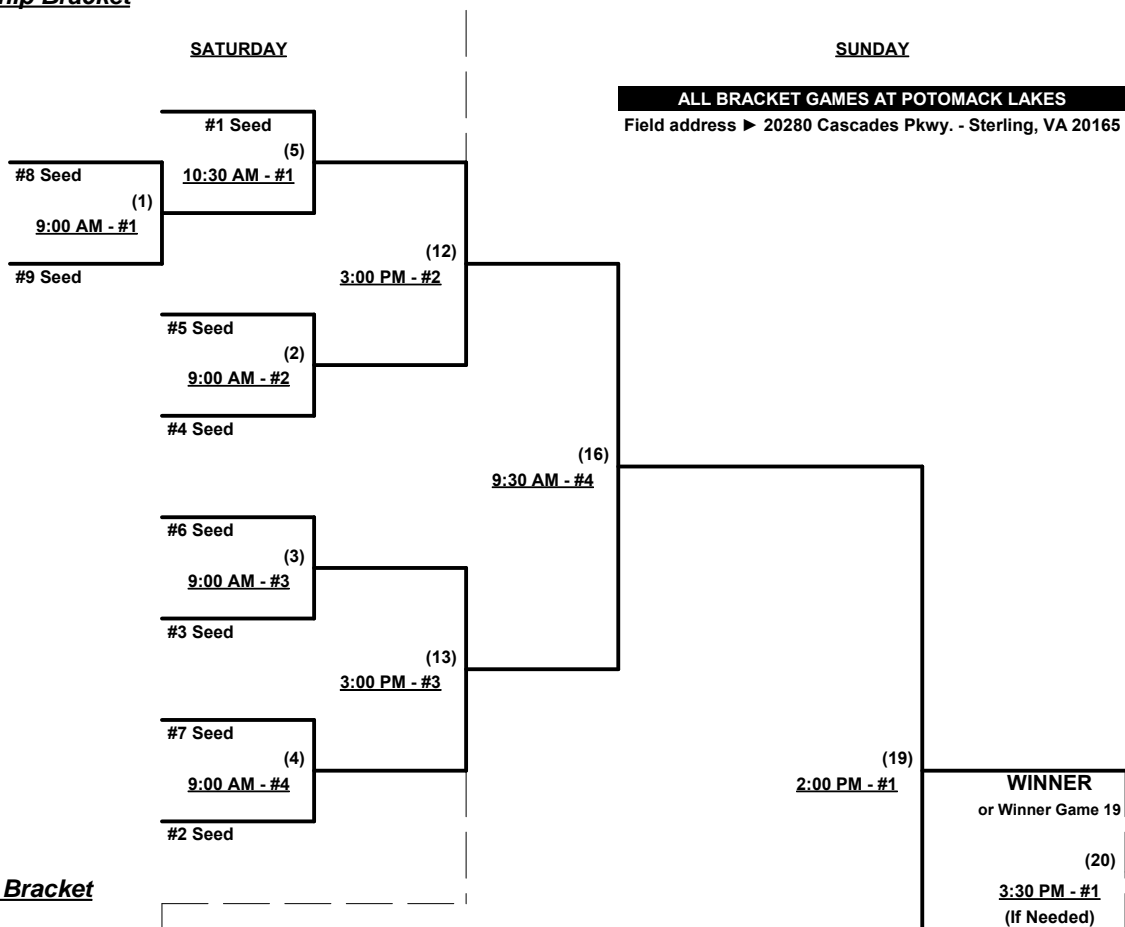 Bracket
SATURDAY
SUNDAY
ALL BRACKET GAMES AT POTOMACK LAKES
Field address ► 20280 Cascades Pkwy. - Sterling, VA 20165
#1 Seed
(5)
10:30 AM - #1
#8 Seed
(1)
9:00 AM - #1
#9 Seed
(12)
3:00 PM - #2
#5 Seed
(2)
9:00 AM - #2
#4 Seed
(16)
9:30 AM - #4
#6 Seed
(3)
9:00 AM - #3
#3 Seed
(13)
3:00 PM - #3
#7 Seed
(4)
9:00 AM - #4
#2 Seed
(19)
2:00 PM - #1
WINNER
or Winner Game 19
(20)
3:30 PM - #1
(If Needed)
Bracket